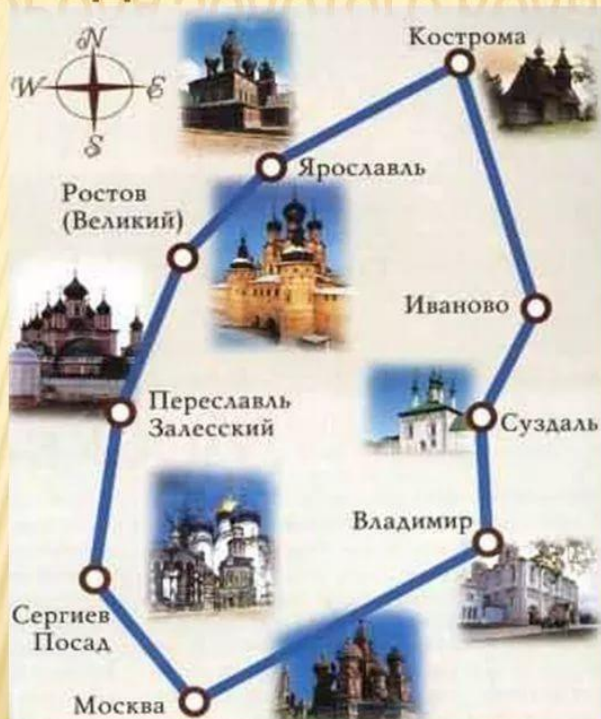 N
W
E
S
Кострома
Ярославль
Ростов
(Великий)
Иваново
Переславль
Залесский
Суздаль
Владимир
Сергиев
Посад
Москва